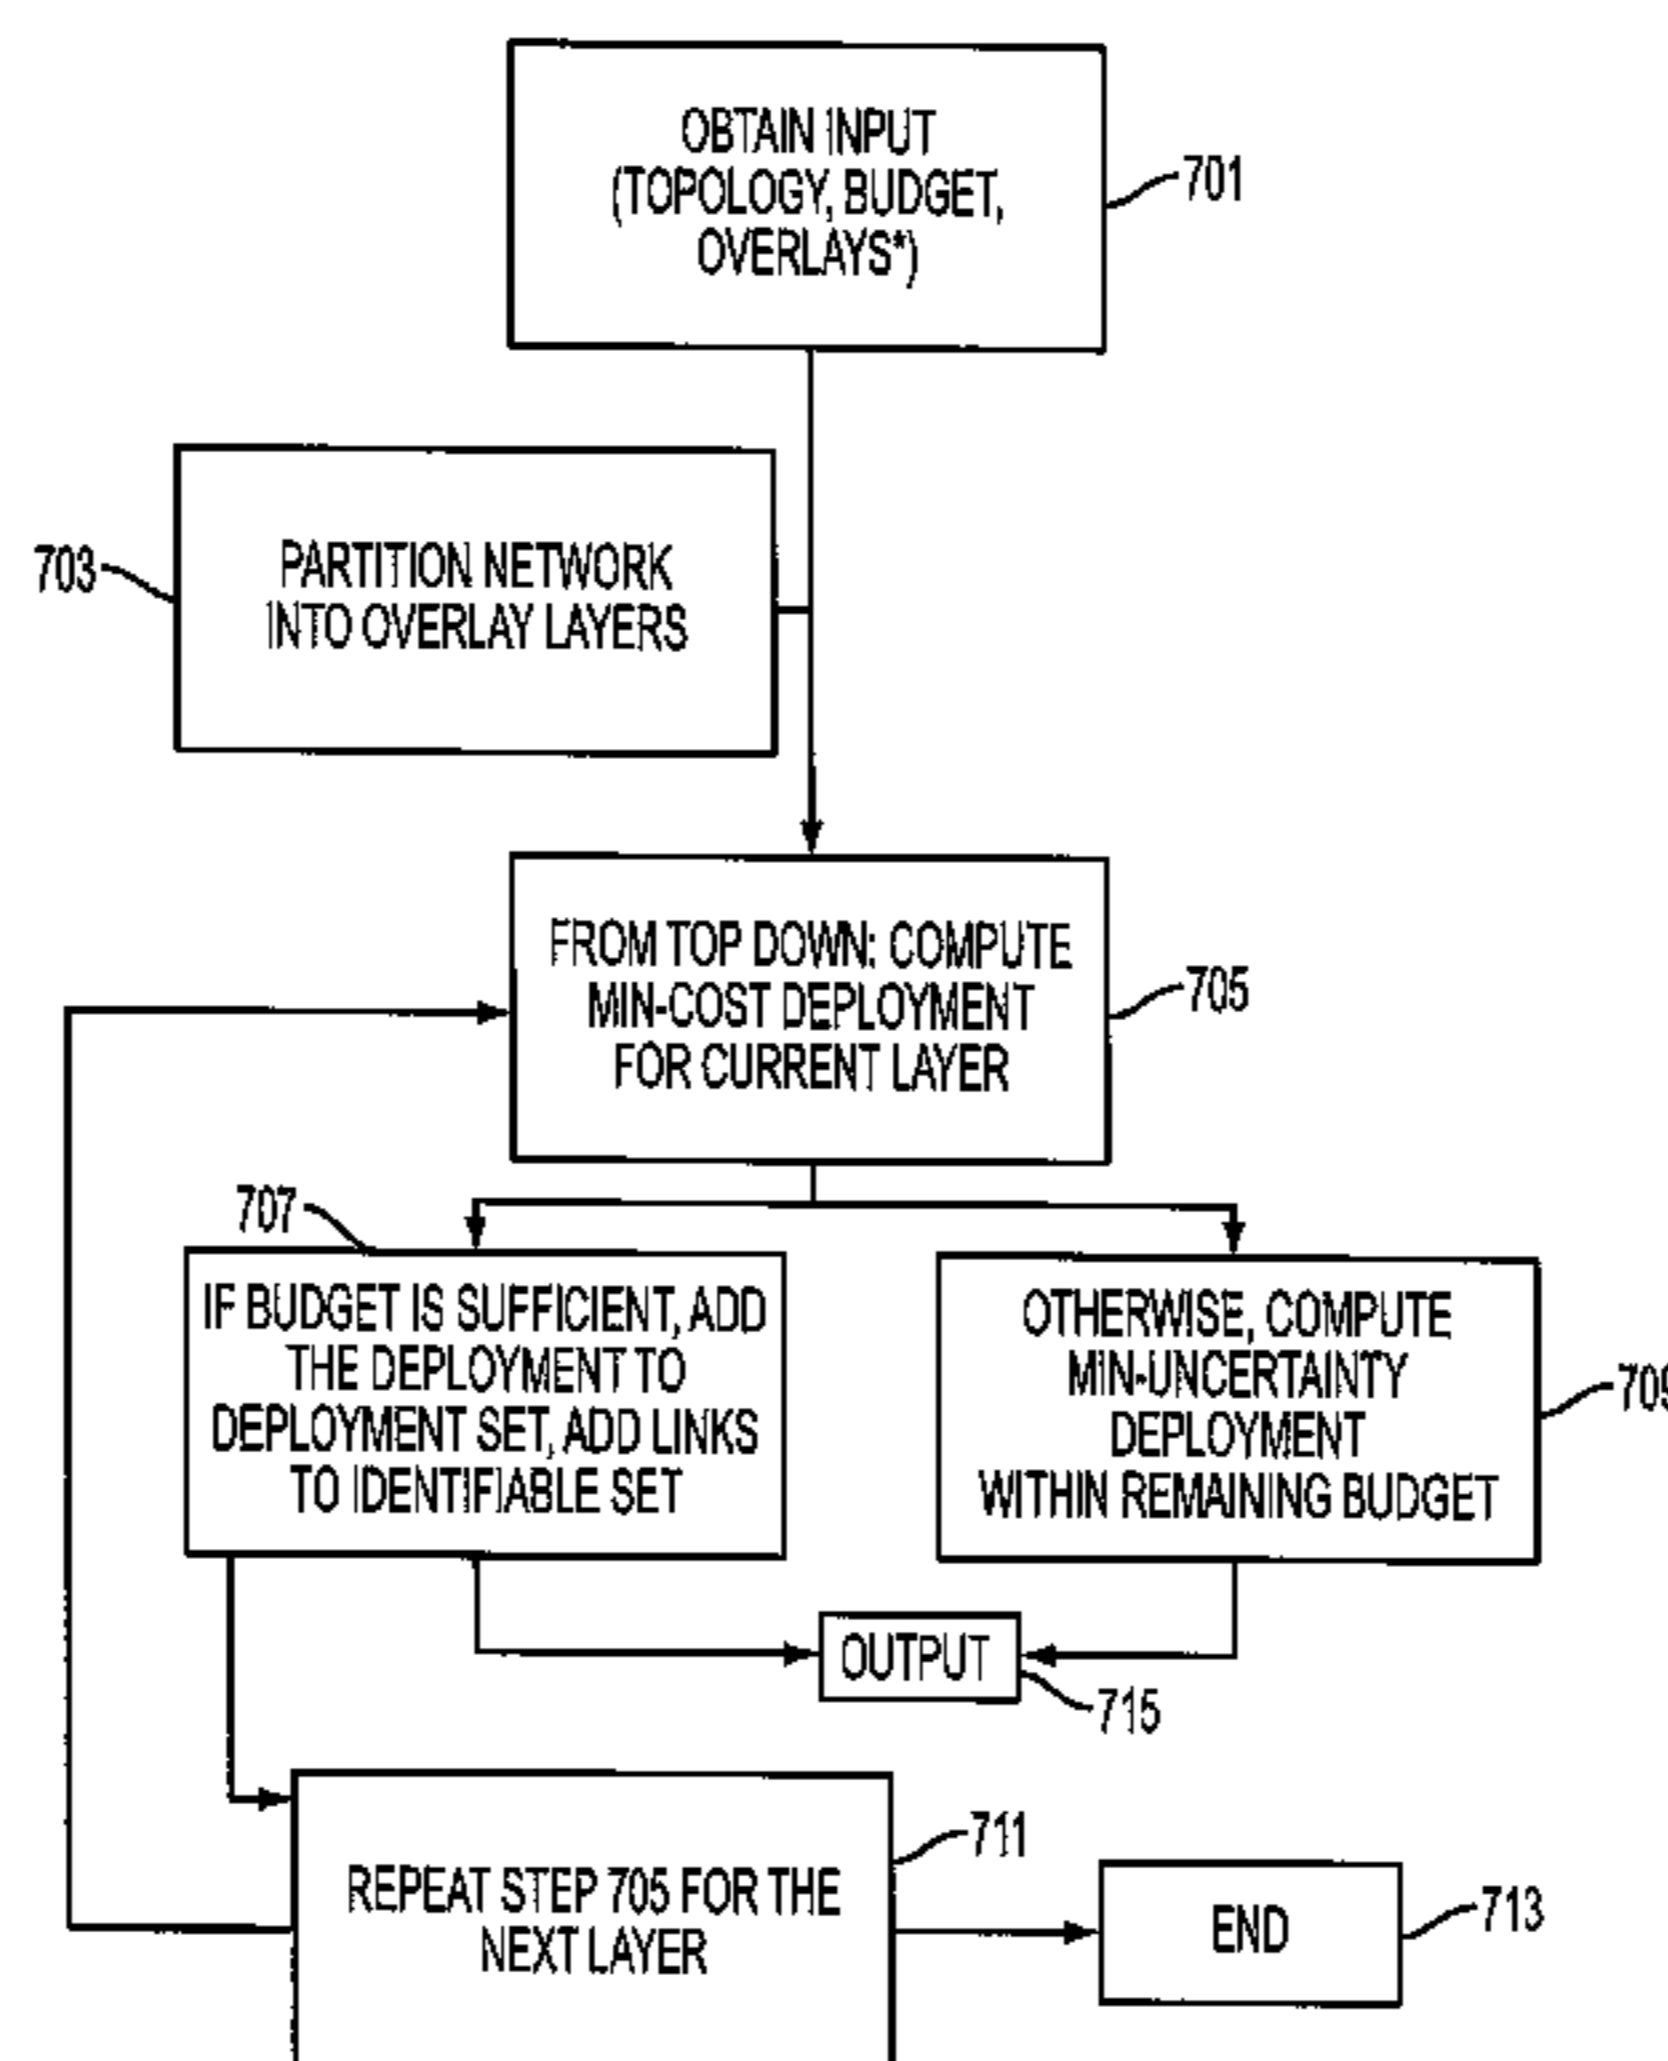 OBTAIN INPUT
(TOPOLOGY, BUDGET,
OVERLAYS*)
701
PARTITION NETWORK
INTO OVERLAY LAYERS
703
FROM TOP DOWN: COMPUTE
MIN-COST DEPLOYMENT
FOR CURRENT LAYER
705
707
IF BUDGET IS SUFFICIENT, ADD
THE DEPLOYMENT TO
DEPLOYMENT SET, ADD LINKS
TO IDENTIFIABLE SET
OTHERWISE, COMPUTE
MIN-UNCERTAINTY
DEPLOYMENT
WITHIN REMAINING BUDGET
709
OUTPUT
715
REPEAT STEP 705 FOR THE
NEXT LAYER
711
END
713